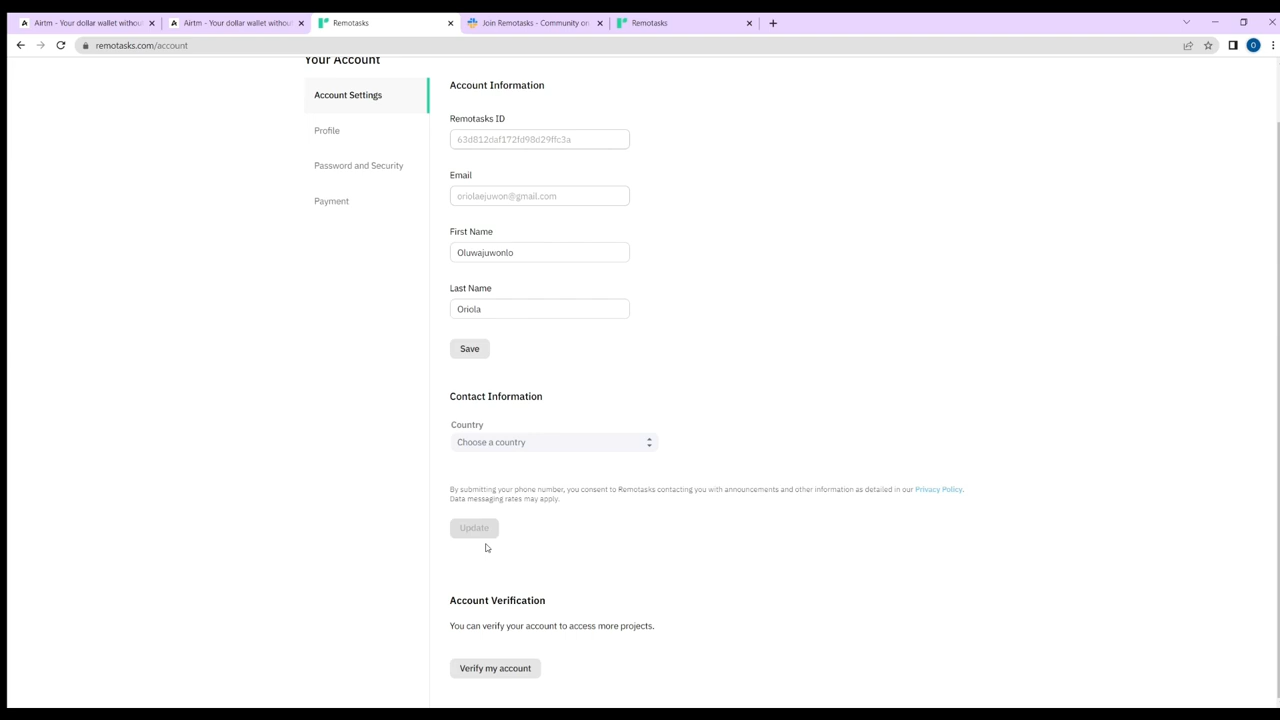 Airtm - Your dollar wallet without
Airtm - Your dollar wallet without
Remotasks
Join Remotasks - Community on
Remotasks
remotasks.com/account
O
Your Account
Account Settings
Profile
Password and Security
Payment
Account Information
Remotasks ID
63d812daf172fd98d29ffc3a
Email
oriolaejuwon@gmail.com
First Name
Oluwajuwonlo
Last Name
Oriola
Save
Contact Information
Country
Choose a country
By submitting your phone number, you consent to Remotasks contacting you with announcements and other information as detailed in our Privacy Policy.
Data messaging rates may apply.
Update
Account Verification
You can verify your account to access more projects.
Verify my account